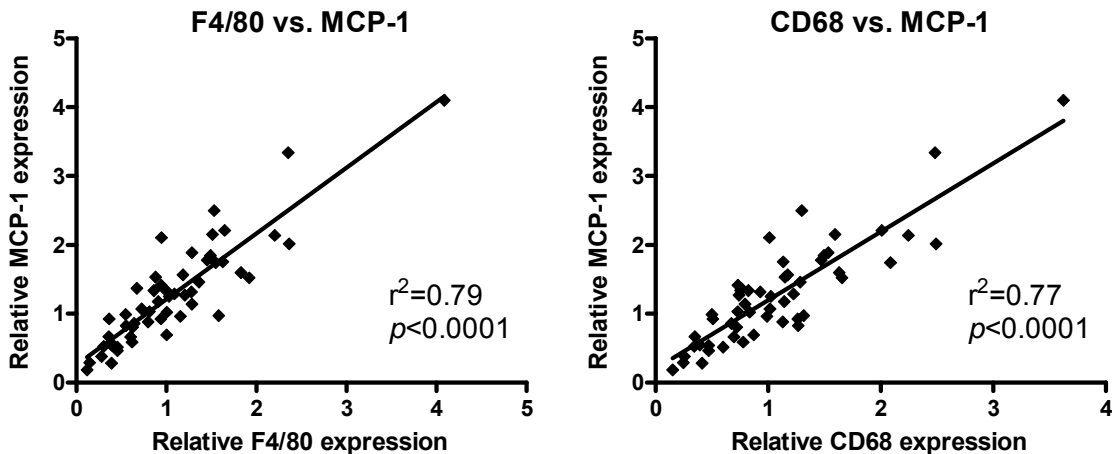 F4/80 vs. MCP-1
Relative MCP-1 expression
5
4
3
2
1
0
0 1 2 3 4 5
Relative F4/80 expression
r²=0.79
p<0.0001
CD68 vs. MCP-1
Relative MCP-1 expression
5
4
3
2
1
0
0 1 2 3 4
Relative CD68 expression
r²=0.77
p<0.0001